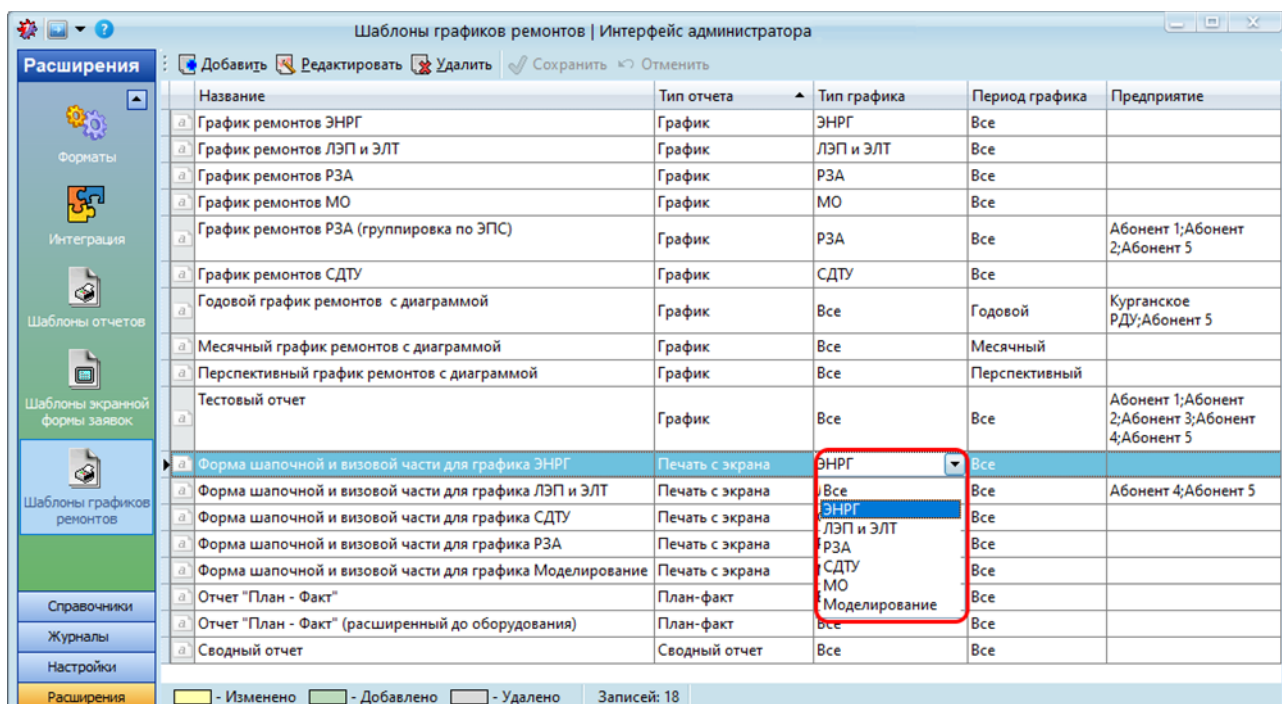 Шаблоны графиков ремонтов | Интерфейс администратора
Расширения
Добавить Редактировать Удалить Сохранить Отменить
Название Тип отчета Тип графика Период графика Предприятие
График ремонтов ЭНРГ График ЭНРГ Все
График ремонтов ЛЭП и ЭЛТ График ЛЭП и ЭЛТ Все
График ремонтов РЗА График РЗА Все
График ремонтов МО График МО Все
График ремонтов РЗА (группировка по ЭПС) График РЗА Все Абонент 1;Абонент
2;Абонент 5
График ремонтов СДТУ График СДТУ Все
Годовой график ремонтов с диаграммой График Все Годовой Курганское
РДУ;Абонент 5
Месячный график ремонтов с диаграммой График Все Месячный
Перспективный график ремонтов с диаграммой График Все Перспективный
Тестовый отчет График Все Все Абонент 1;Абонент
2;Абонент 3;Абонент
4;Абонент 5
Форма шапочной и визовой части для графика ЭНРГ Печать с экрана ЭНРГ Все
Форма шапочной и визовой части для графика ЛЭП и ЭЛТ Печать с экрана Все Абонент 4;Абонент 5
Форма шапочной и визовой части для графика СДТУ Печать с экрана Все
Форма шапочной и визовой части для графика РЗА Печать с экрана Все
Форма шапочной и визовой части для графика Моделирование Печать с экрана Все
Отчет "План - Факт" План-факт Все
Отчет "План - Факт" (расширенный до оборудования) План-факт Все Все
Сводный отчет Сводный отчет Все Все
Все
ЭНРГ
ЛЭП и ЭЛТ
РЗА
СДТУ
МО
Моделирование
Форматы
Интеграция
Шаблоны отчетов
Шаблоны экранной
формы заявок
Шаблоны графиков
ремонтов
Справочники
Журналы
Настройки
Расширения
- Изменено - Добавлено - Удалено Записей: 18